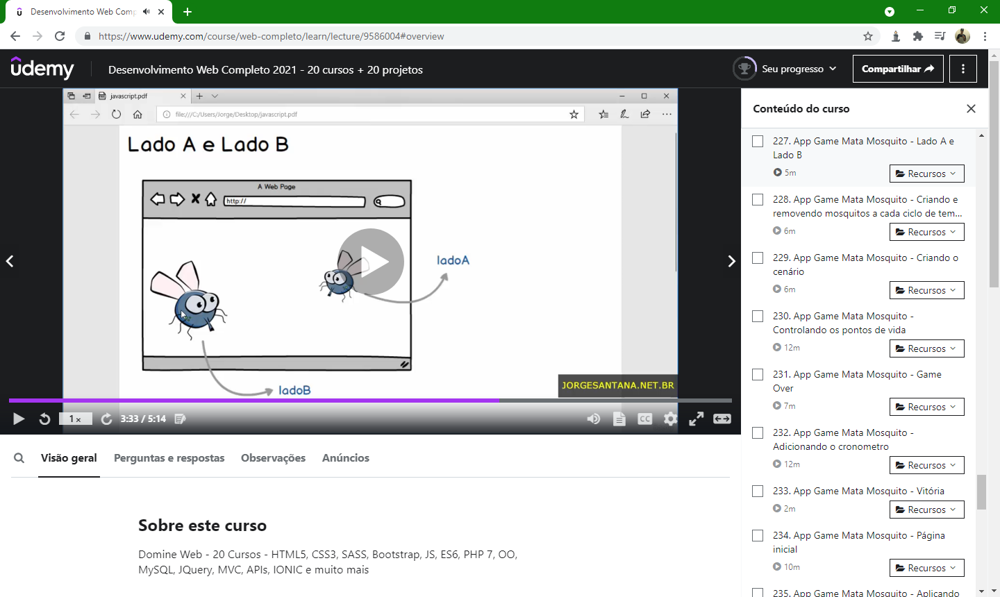 Desenvolvimento Web Comp
https://www.udemy.com/course/web-completo/learn/lecture/9586004#overview
udemy
Desenvolvimento Web Completo 2021 - 20 cursos + 20 projetos
Seu progresso
Compartilhar
javascript.pdf
file:///C:/Users/Jorge/Desktop/javascript.pdf
Lado A e Lado B
A Web Page
http://
ladoA
ladoB
JORGESANTANA.NET.BR
1 x
3:33 / 5:14
CC
Visão geral
Perguntas e respostas
Observações
Anúncios
Sobre este curso
Domine Web - 20 Cursos - HTML5, CSS3, SASS, Bootstrap, JS, ES6, PHP 7, OO,
MySQL, JQuery, MVC, APIs, IONIC e muito mais
Conteúdo do curso
227. App Game Mata Mosquito - Lado A e
Lado B
5m
Recursos
228. App Game Mata Mosquito - Criando e
removendo mosquitos a cada ciclo de tem...
6m
Recursos
229. App Game Mata Mosquito - Criando o
cenário
6m
Recursos
230. App Game Mata Mosquito -
Controlando os pontos de vida
12m
Recursos
231. App Game Mata Mosquito - Game
Over
7m
Recursos
232. App Game Mata Mosquito -
Adicionando o cronometro
12m
Recursos
233. App Game Mata Mosquito - Vitória
2m
Recursos
234. App Game Mata Mosquito - Página
inicial
10m
Recursos
235. App Game Mata Mosquito - Aplicando